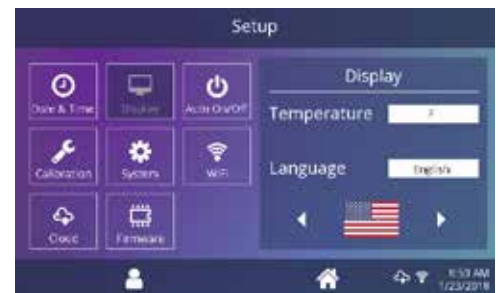 Setup
Display
Date & Time
Display
Auto On/Off
Temperature
F
Calibration
System
WiFi
Language
English
Cloud
Firmware
8:53 AM
1/23/2018